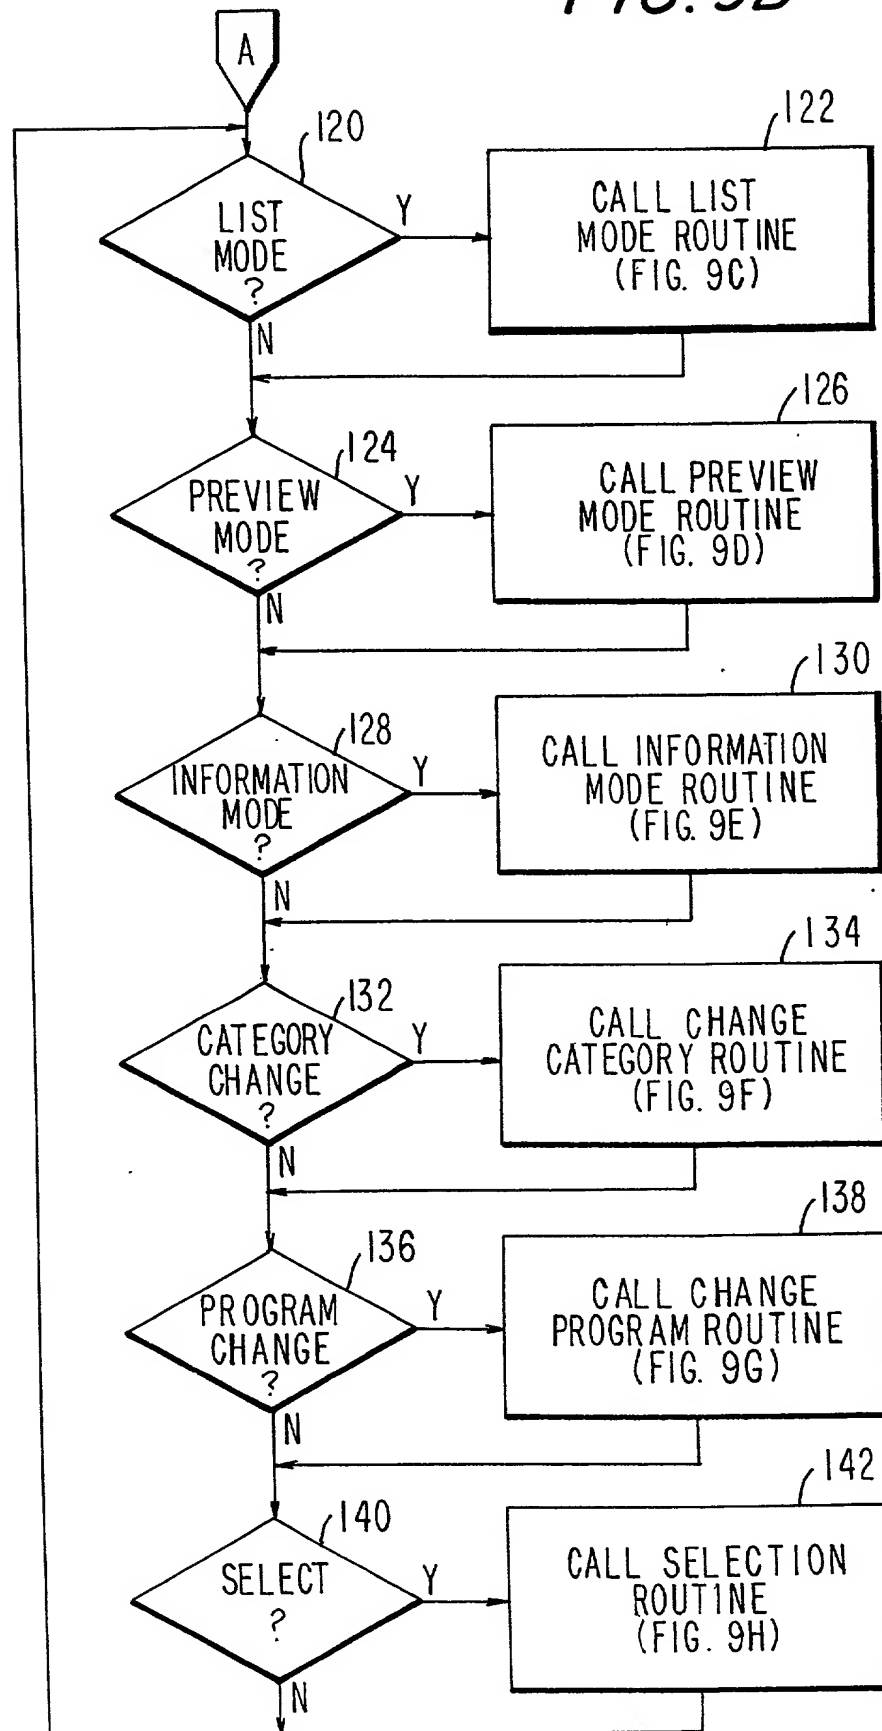 FIG. 9B
A
120
122
LIST
MODE
?
Y
CALL LIST
MODE ROUTINE
(FIG. 9C)
N
124
126
PREVIEW
MODE
?
Y
CALL PREVIEW
MODE ROUTINE
(FIG. 9D)
N
128
130
INFORMATION
MODE
?
Y
CALL INFORMATION
MODE ROUTINE
(FIG. 9E)
N
132
134
CATEGORY
CHANGE
?
Y
CALL CHANGE
CATEGORY ROUTINE
(FIG. 9F)
N
136
138
PROGRAM
CHANGE
?
Y
CALL CHANGE
PROGRAM ROUTINE
(FIG. 9G)
N
140
142
SELECT
?
Y
CALL SELECTION
ROUTINE
(FIG. 9H)
N